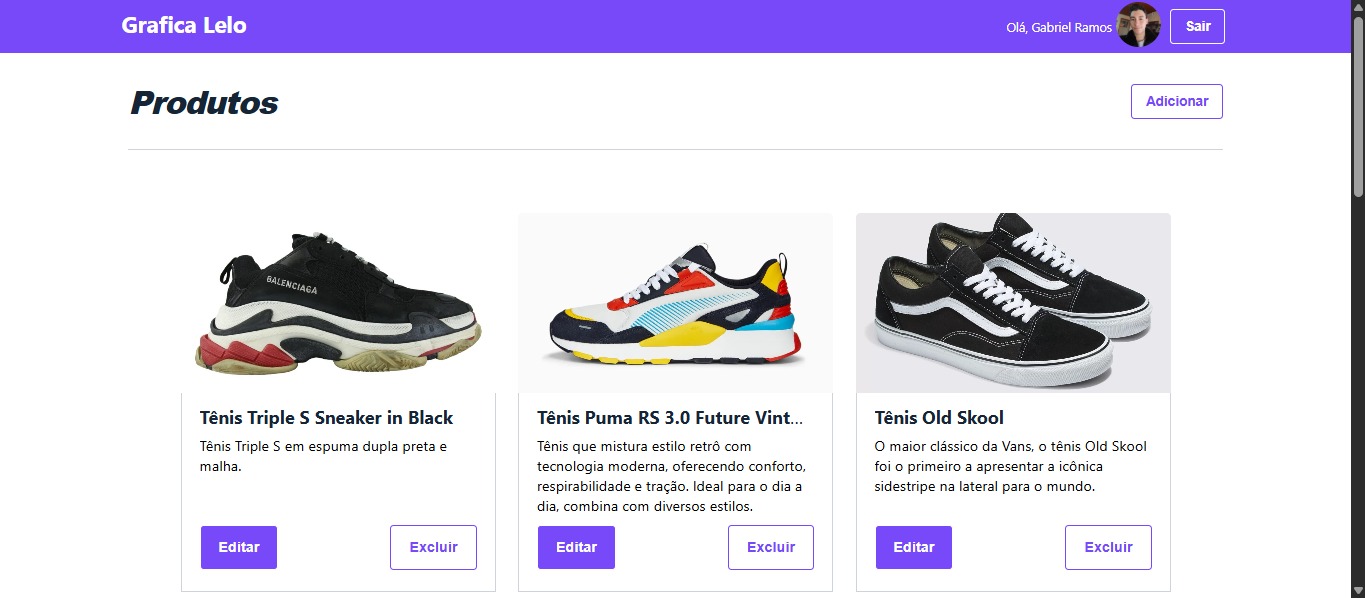 Grafica Lelo
Olá, Gabriel Ramos
Sair
Produtos
Adicionar
BALENCIAGA
Tênis Triple S Sneaker in Black
Tênis Triple S em espuma dupla preta e
malha.
Editar
Excluir
Tênis Puma RS 3.0 Future Vint...
Tênis que mistura estilo retrô com
tecnologia moderna, oferecendo conforto,
respirabilidade e tração. Ideal para o dia a
dia, combina com diversos estilos.
Editar
Excluir
Tênis Old Skool
O maior clássico da Vans, o tênis Old Skool
foi o primeiro a apresentar a icônica
sidestripe na lateral para o mundo.
Editar
Excluir